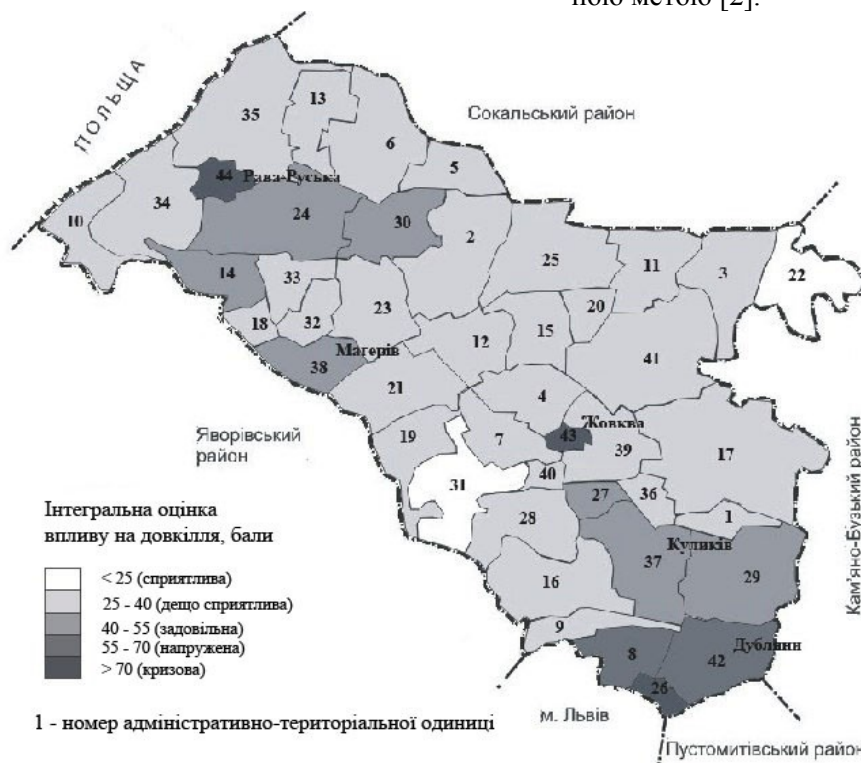 ною метою [2].
ПОЛЬЩА
Сокальський район
35
13
6
5
44
Рава-Руська
10
34
24
30
2
14
33
25
11
3
22
18
32
23
20
12
15
Магерів
38
21
41
4
Яворівський
район
19
7
Жовква
43
39
17
31
40
27
36
1
28
Куликів
37
29
16
9
8
42
Дубляни
26
Кам'яно-Бузький район
Інтегральна оцінка
впливу на довкілля, бали
< 25 (сприятлива)
25 - 40 (дещо сприятлива)
40 - 55 (задовільна)
55 - 70 (напружена)
> 70 (кризова)
1 - номер адміністративно-територіальної одиниці
м. Львів
Пустомитівський район